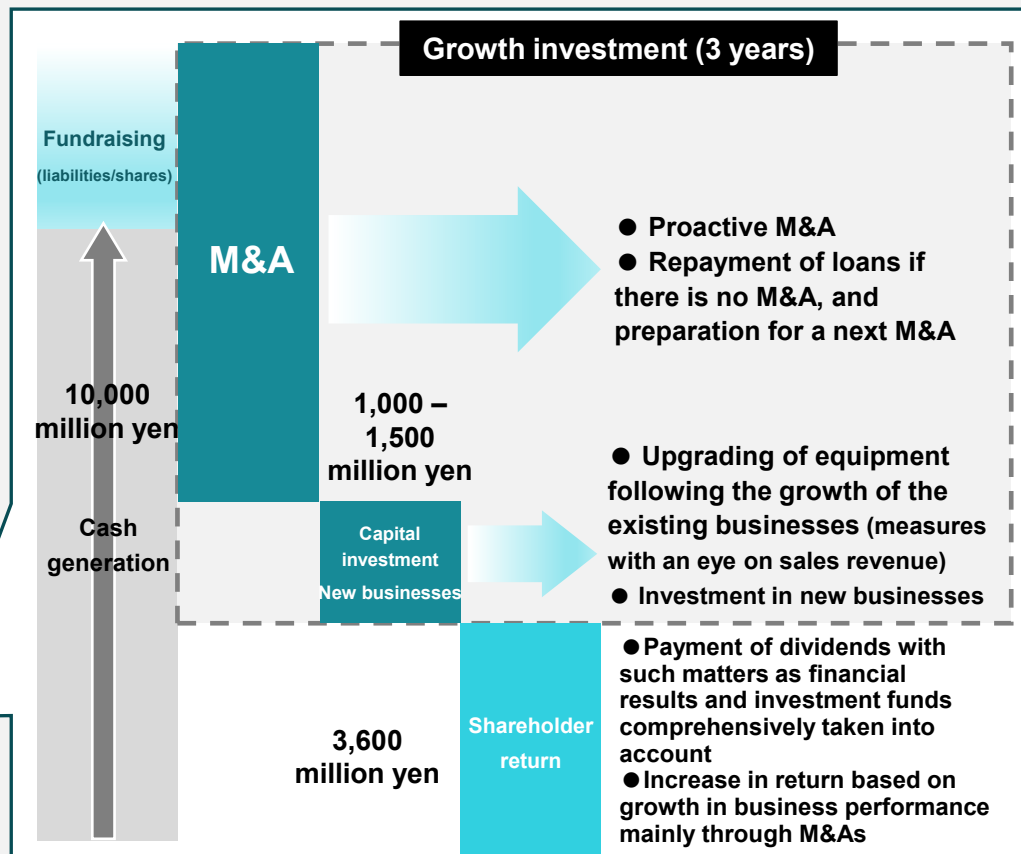 Growth investment (3 years)
Fundraising
(liabilities/shares)
M&A
● Proactive M&A
● Repayment of loans if
there is no M&A, and
preparation for a next M&A
10,000
million yen
1,000 –
1,500
million yen
Cash
generation
Capital
investment
New businesses
● Upgrading of equipment
following the growth of the
existing businesses (measures
with an eye on sales revenue)
● Investment in new businesses
3,600
million yen
Shareholder
return
●Payment of dividends with
such matters as financial
results and investment funds
comprehensively taken into
account
●Increase in return based on
growth in business performance
mainly through M&As